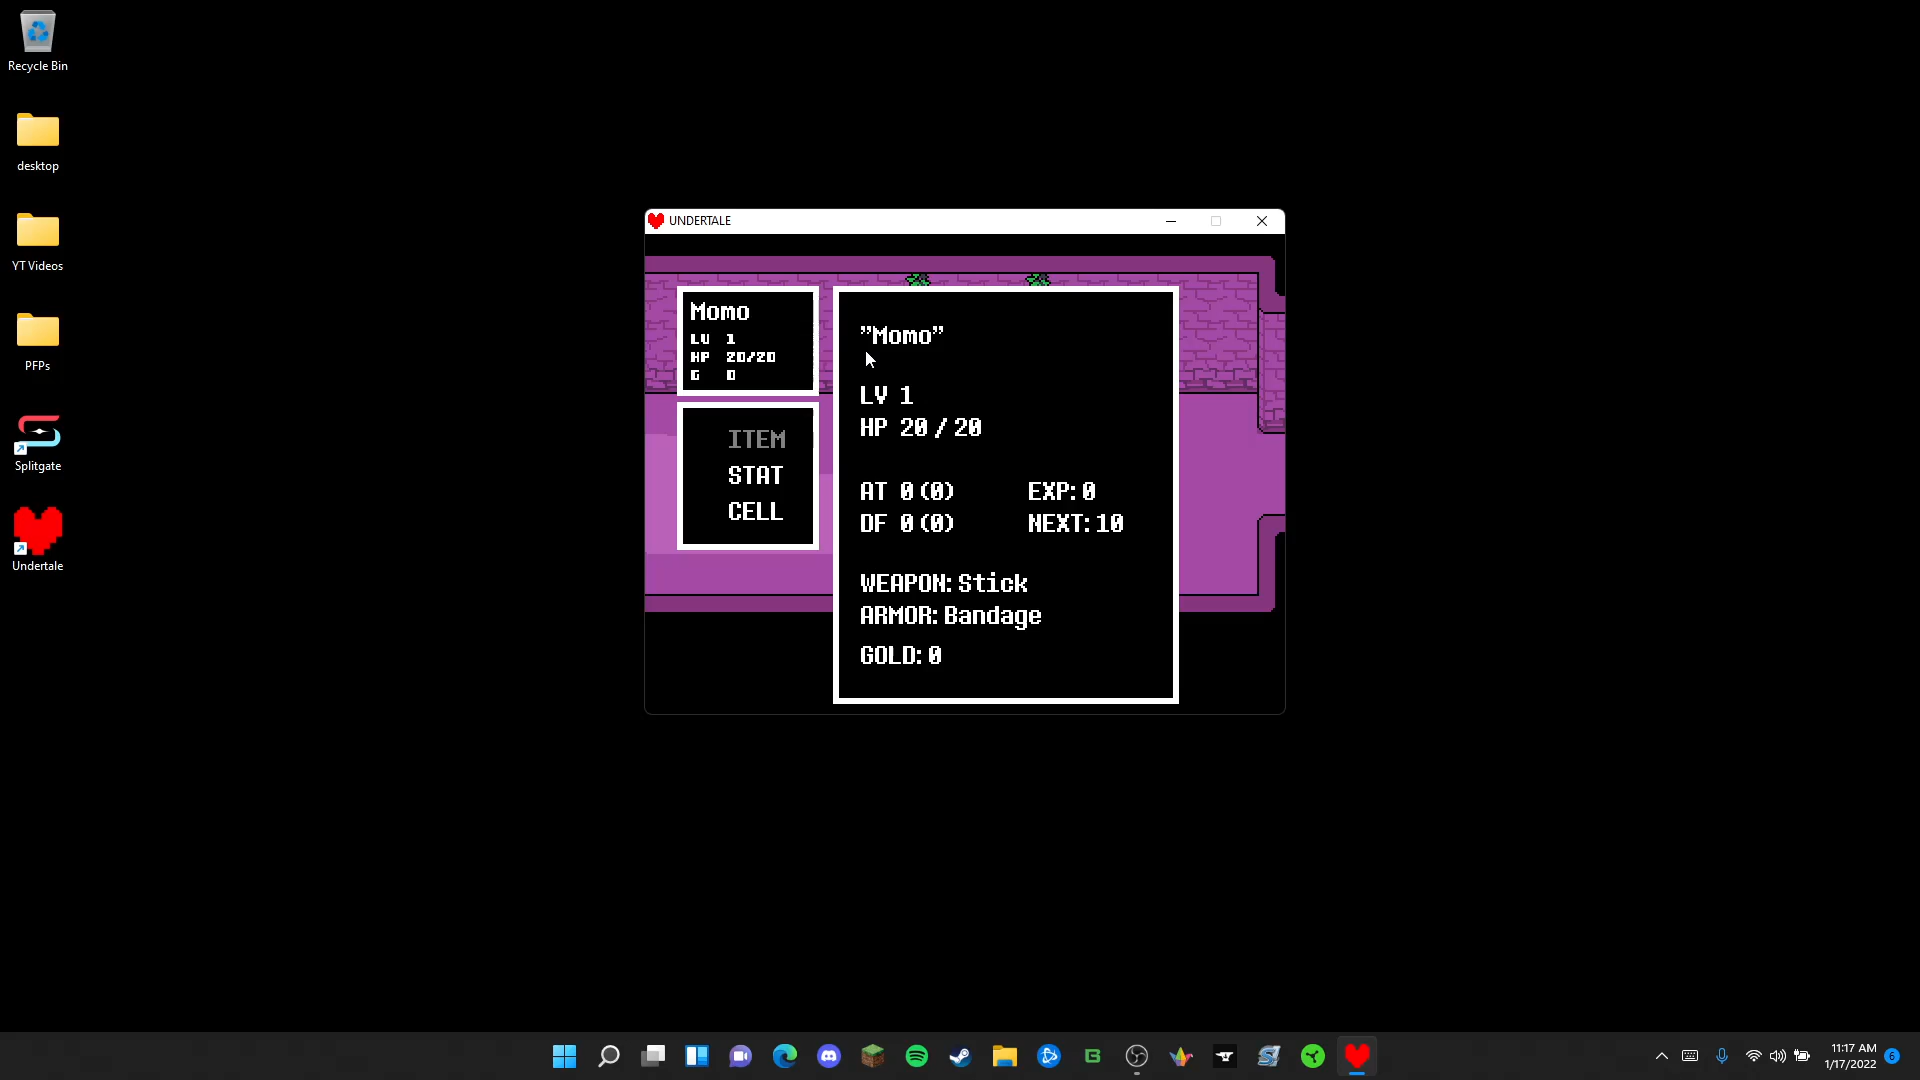 Recycle Bin
desktop
YT Videos
PFPs
Splitgate
Undertale
UNDERTALE
Momo
LV 1
HP 20/20
G 0
ITEM
STAT
CELL
"Momo"
LV 1
HP 20 / 20
AT 0 (0) EXP: 0
DF 0 (0) NEXT: 10
WEAPON: Stick
ARMOR: Bandage
GOLD: 0
11:17 AM
1/17/2022
6